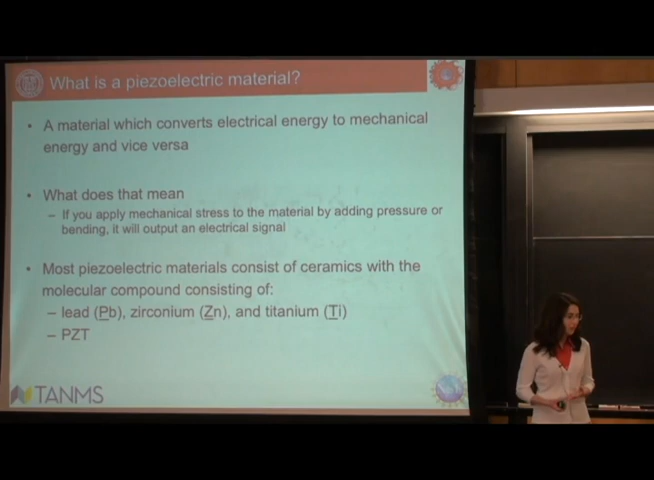 What is a piezoelectric material?
• A material which converts electrical energy to mechanical
energy and vice versa
• What does that mean
– If you apply mechanical stress to the material by adding pressure or
bending, it will output an electrical signal
• Most piezoelectric materials consist of ceramics with the
molecular compound consisting of:
– lead (Pb), zirconium (Zn), and titanium (Ti)
– PZT
TANMS